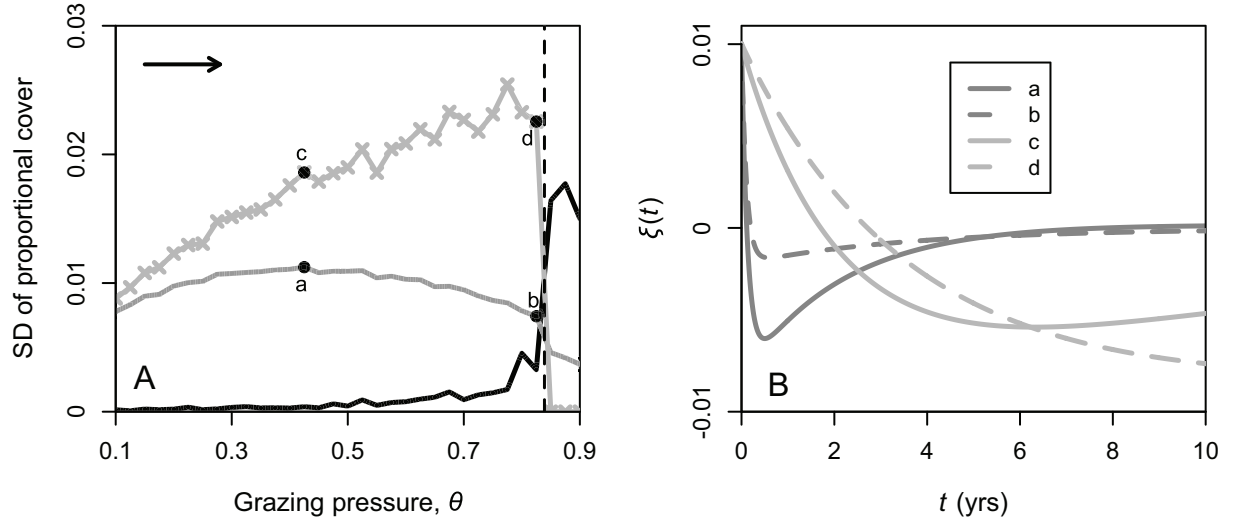 SD of proportional cover
0.03
0.02
0.01
0
c
d
a
b
A
0.1
0.3
0.5
0.7
0.9
Grazing pressure, θ
ξ(t)
0.01
0
-0.01
a
b
c
d
B
0
2
4
6
8
10
t (yrs)